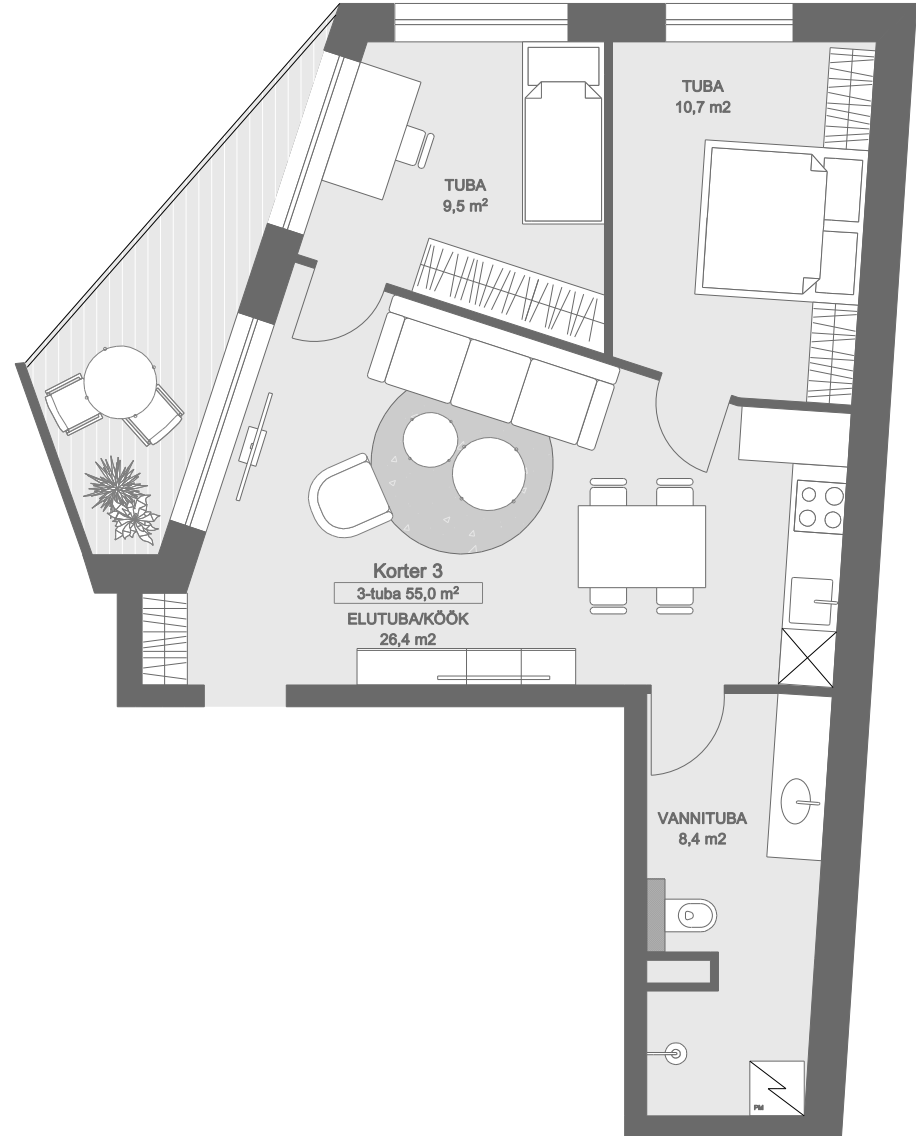 TUBA
10,7 m2
TUBA
9,5 m²
Korter 3
3-tuba 55,0 m²
ELUTUBA/KÖÖK
26,4 m2
VANNITUBA
8,4 m2
PM